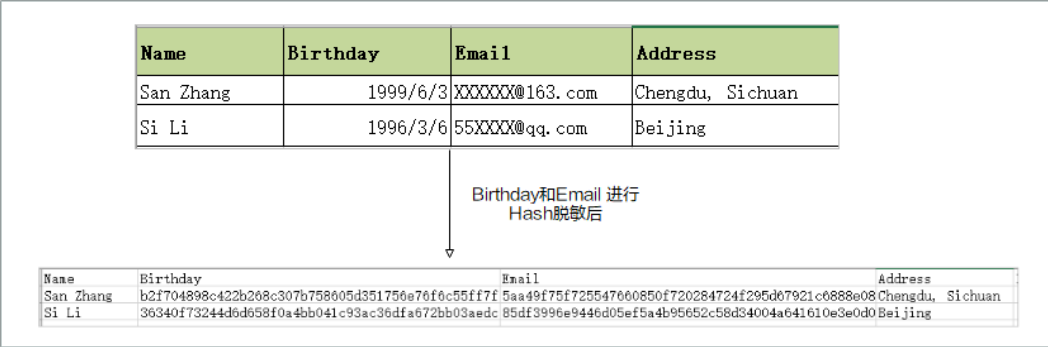 Name Birthday Email Address
San Zhang 1999/6/3 XXXXXX@163.com Chengdu, Sichuan
Si Li 1996/3/6 55XXXX@qq.com Beijing
Birthday和Email 进行
Hash脱敏后
Name Birthday Email Address
San Zhang b2f704898c422b268c307b758605d351756e76f6c55ff7f 5aa49f75f725547660850f720284724f295d67921c6888e08 Chengdu, Sichuan
Si Li 36340f73244d6d658f0a4bb041c93ac36dfa672bb03aedc 85df3996e9446d05ef5a4b95652c58d34004a641610e3e0d0 Beijing